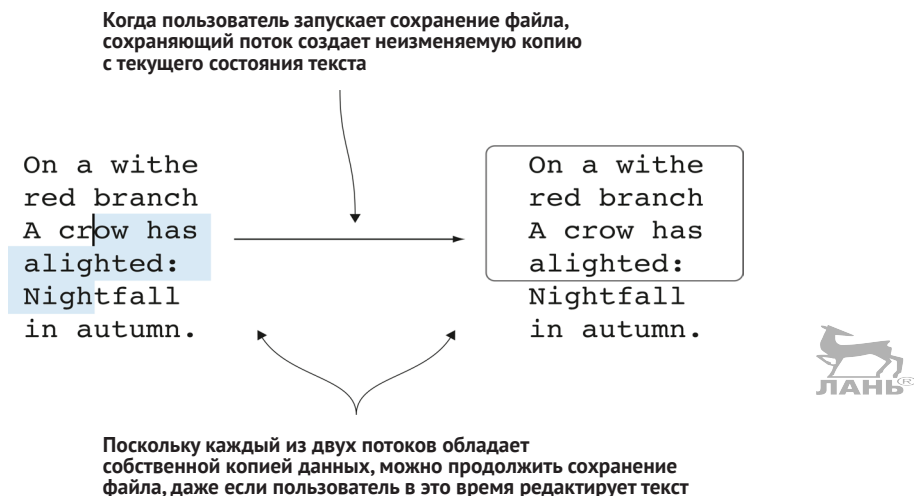 Когда пользователь запускает сохранение файла,
сохраняющий поток создает неизменяемую копию
с текущего состояния текста
On a withe
red branch
A crow has
alighted:
Nightfall
in autumn.
On a withe
red branch
A crow has
alighted:
Nightfall
in autumn.
ЛАНЬ®
Поскольку каждый из двух потоков обладает
собственной копией данных, можно продолжить сохранение
файла, даже если пользователь в это время редактирует текст